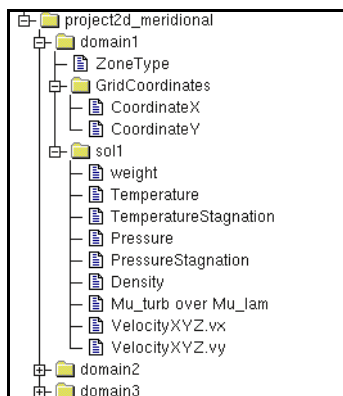 project2d_meridional
domain1
ZoneType
GridCoordinates
CoordinateX
CoordinateY
sol1
weight
Temperature
TemperatureStagnation
Pressure
PressureStagnation
Density
Mu_turb over Mu_lam
VelocityXYZ.vx
VelocityXYZ.vy
domain2
domain3